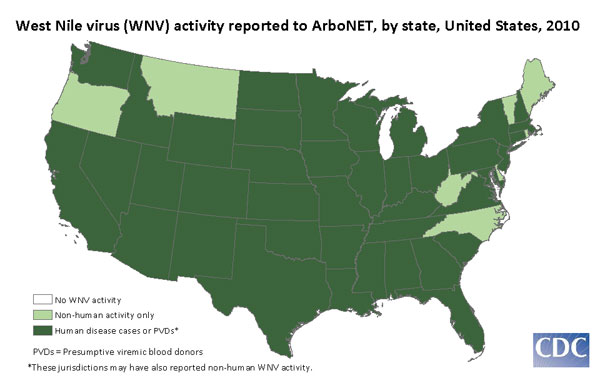 West Nile virus (WNV) activity reported to ArboNET, by state, United States, 2010
No WNV activity
Non-human activity only
Human disease cases or PVDs*
PVDs = Presumptive viremic blood donors
*These jurisdictions may have also reported non-human WNV activity.
CDC